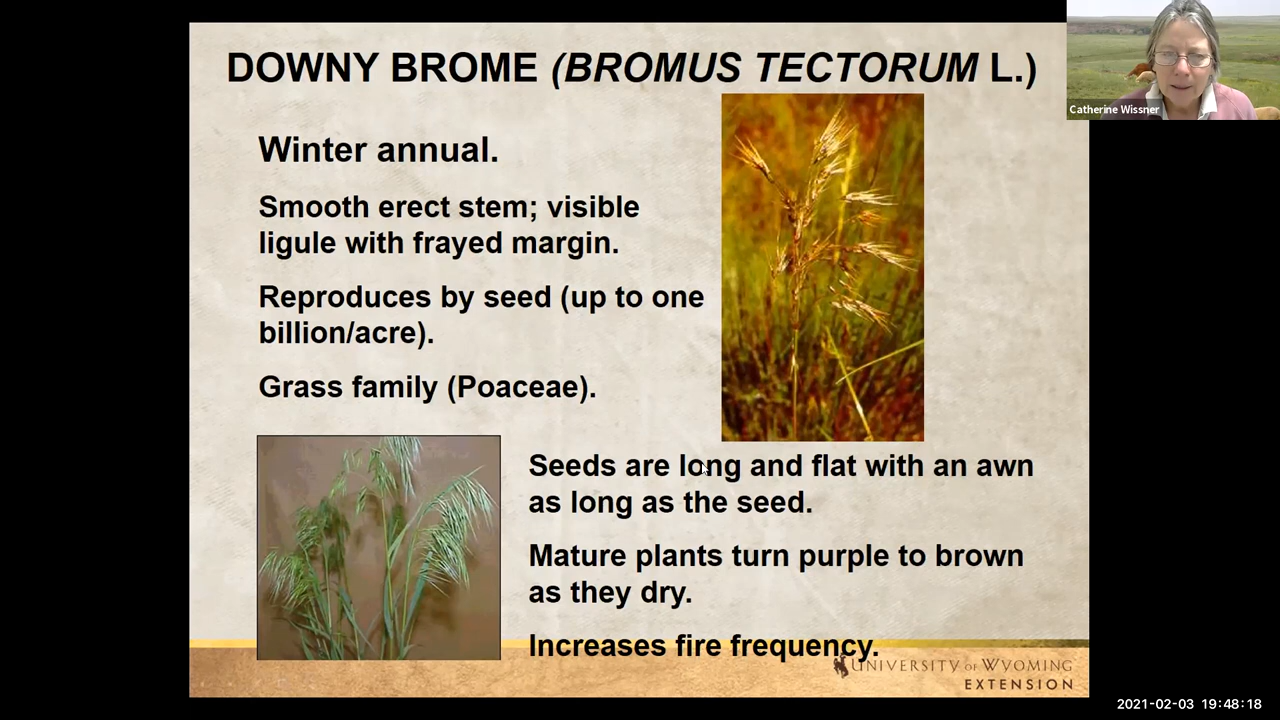 DOWNY BROME (BROMUS TECTORUM L.)
Catherine Wissner
Winter annual.
Smooth erect stem; visible
ligule with frayed margin.
Reproduces by seed (up to one
billion/acre).
Grass family (Poaceae).
Seeds are long and flat with an awn
as long as the seed.
Mature plants turn purple to brown
as they dry.
Increases fire frequency.
UNIVERSITY OF WYOMING
EXTENSION
2021-02-03 19:48:18